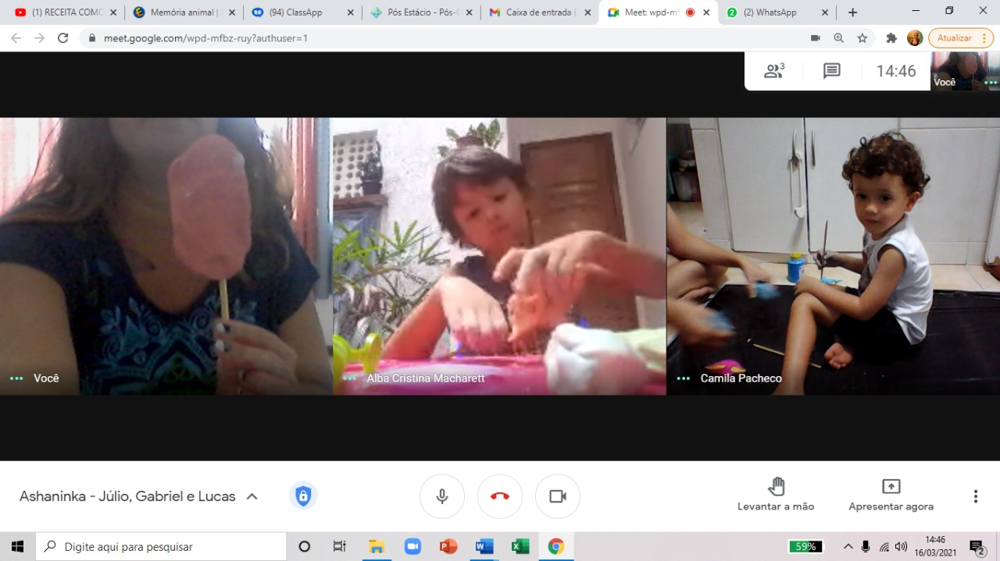 (1) RECEITA COMO
Memória animal |
(94) ClassApp
Pós Estácio - Pós-G
Caixa de entrada (
Meet: wpd-mf
(2) WhatsApp
meet.google.com/wpd-mfbz-ruy?authuser=1
Atualizar
3
14:46
Você
Você
Alba Cristina Macharett
Camila Pacheco
Ashaninka - Júlio, Gabriel e Lucas
Levantar a mão
Apresentar agora
Digite aqui para pesquisar
59%
14:46
16/03/2021
2